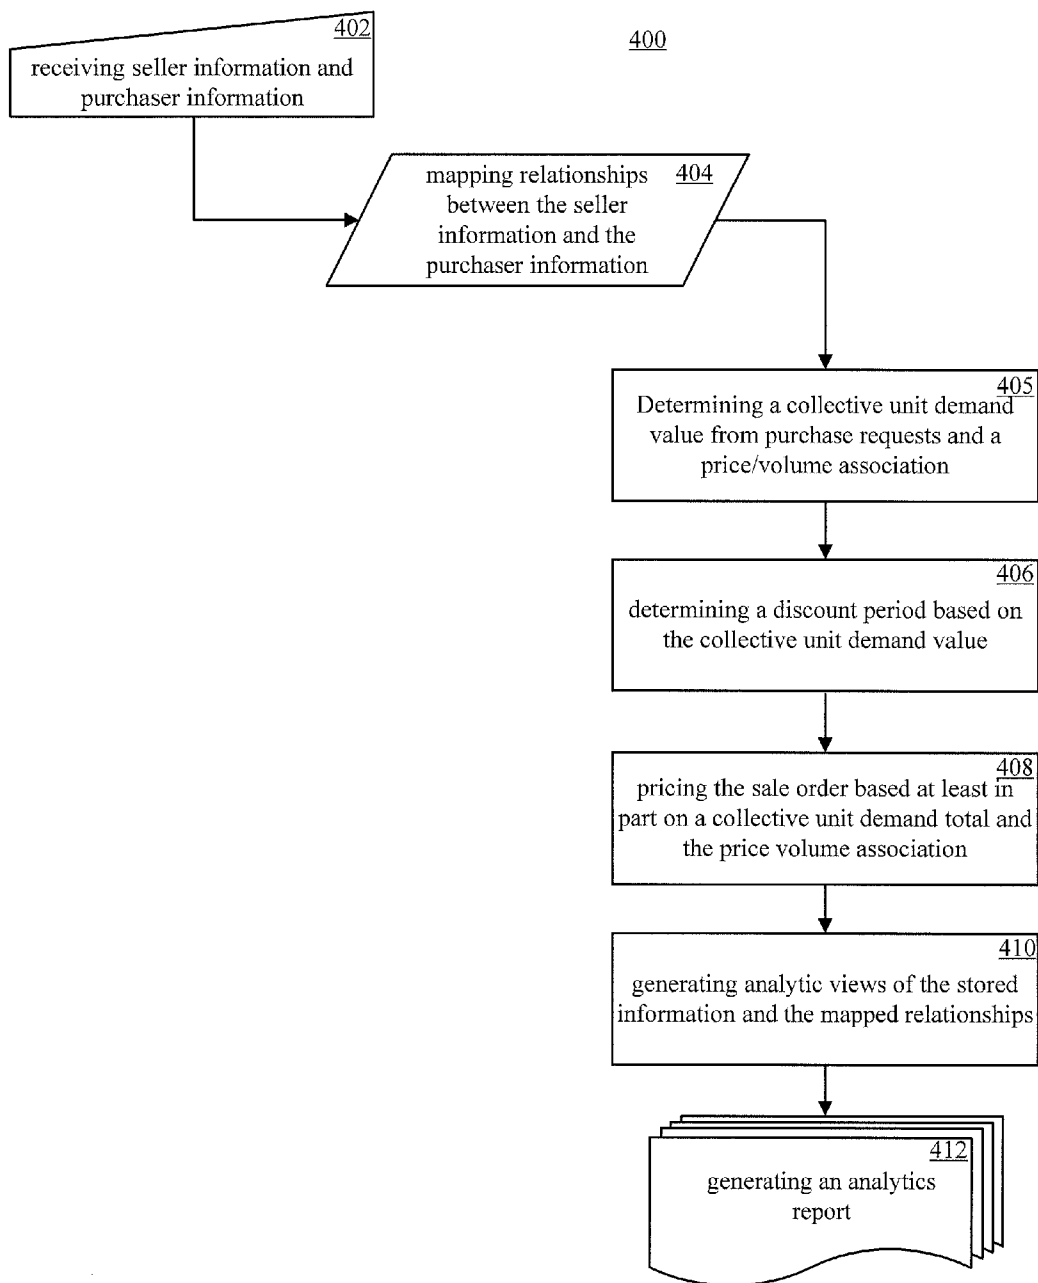 402
400
receiving seller information and
purchaser information
404
mapping relationships
between the seller
information and the
purchaser information
405
Determining a collective unit demand
value from purchase requests and a
price/volume association
406
determining a discount period based on
the collective unit demand value.
408
pricing the sale order based at least in
part on a collective unit demand total and
the price volume association
410
generating analytic views of the stored
information and the mapped relationships.
412
generating an analytics
report